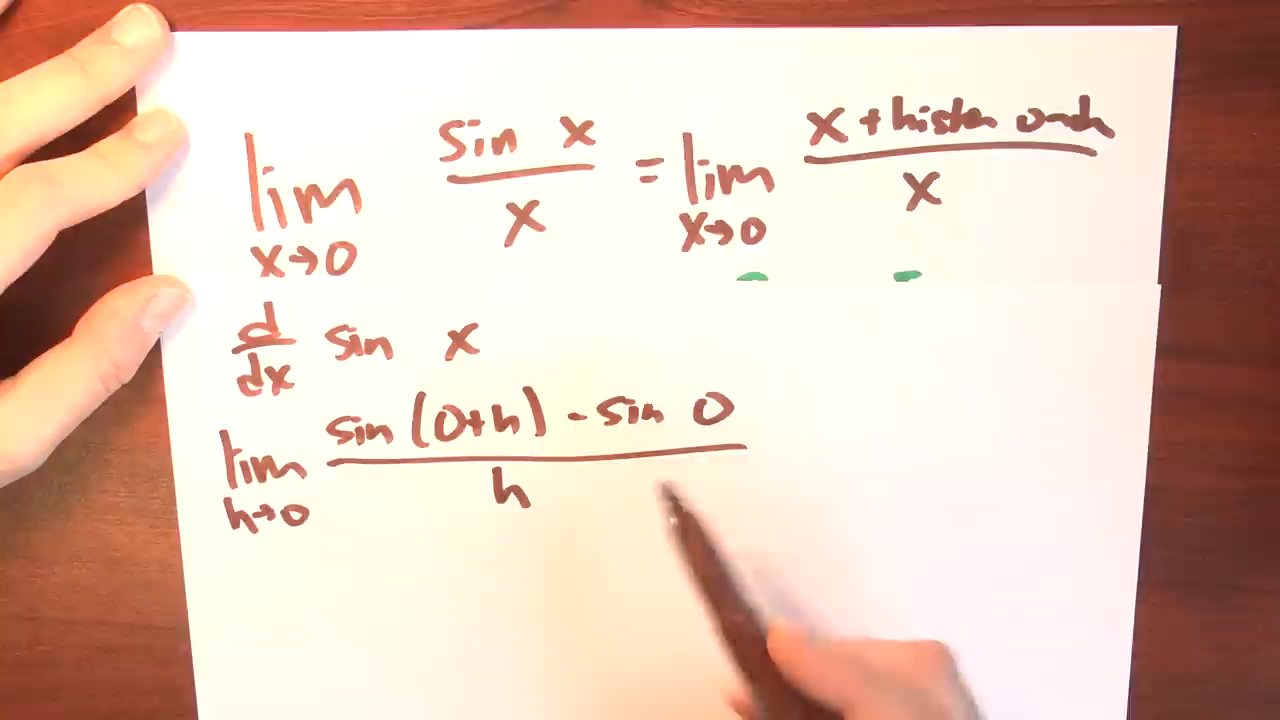 lim x→0 sin x / x = lim x→0 x + higher order / x
d/dx sin x
lim h→0 sin (0+h) - sin 0 / h